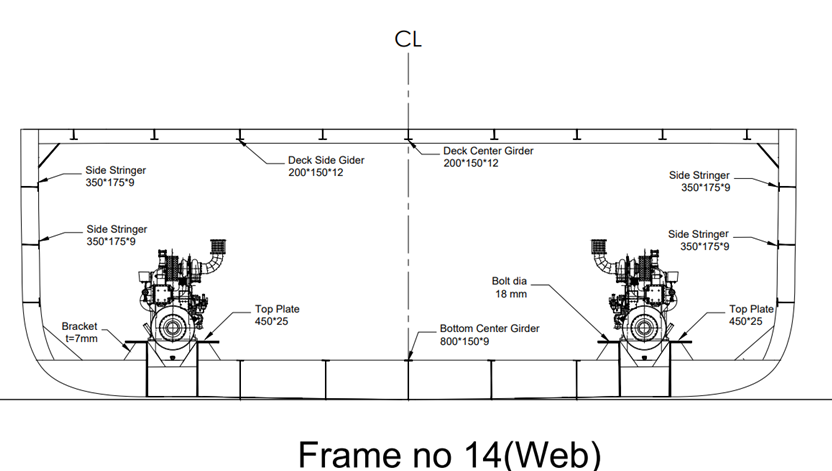 CL
Deck Side Gider
200*150*12
Deck Center Girder
200*150*12
Side Stringer
350*175*9
Side Stringer
350*175*9
Side Stringer
350*175*9
Side Stringer
350*175*9
Bolt dia
18 mm
Top Plate
450*25
Top Plate
450*25
Bracket
t=7mm
Bottom Center Girder
800*150*9
Frame no 14(Web)